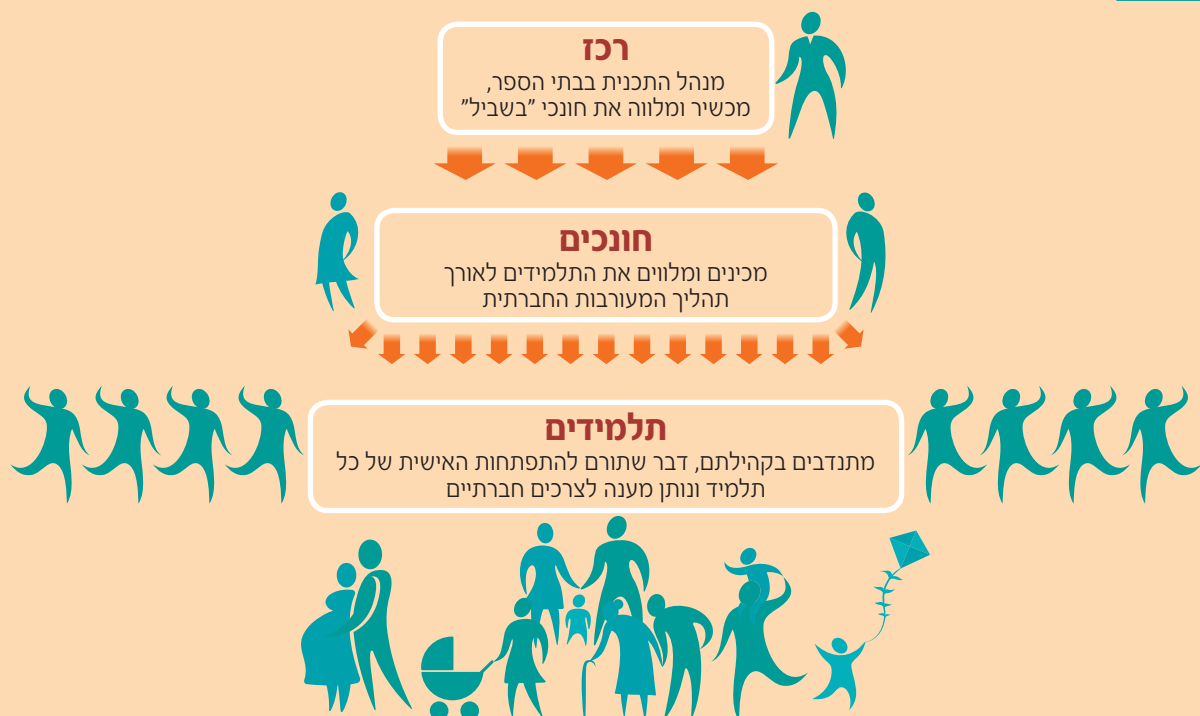 רכז
מנהל התכנית בבתי הספר,
מכשיר ומלווה את חונכי "בשביל"
חונכים
מכינים ומלווים את התלמידים לאורך
תהליך המעורבות החברתית
תלמידים
מתנדבים בקהילתם, דבר שתורם להתפתחות האישית של כל
תלמיד ונותן מענה לצרכים חברתיים